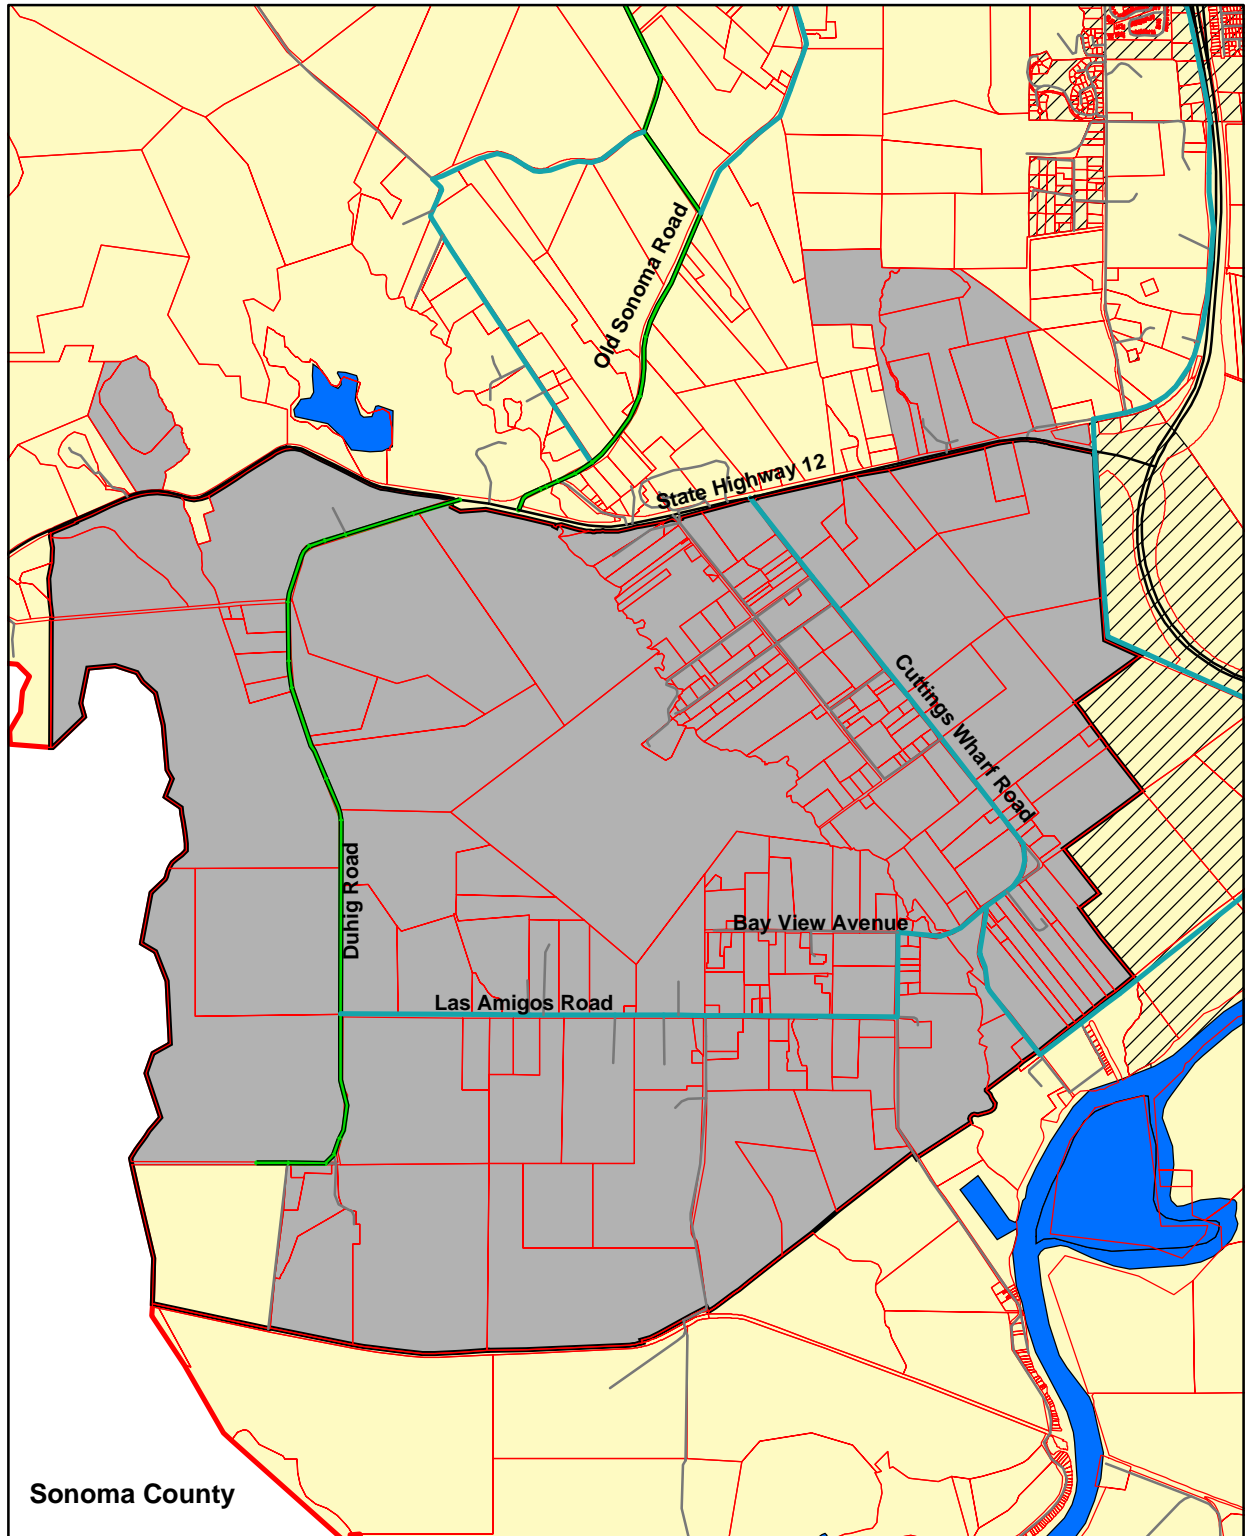 Old Sonoma Road
State Highway 12
Cuttings Wharf Road
Duhig Road
Bay View Avenue
Las Amigos Road
Sonoma County